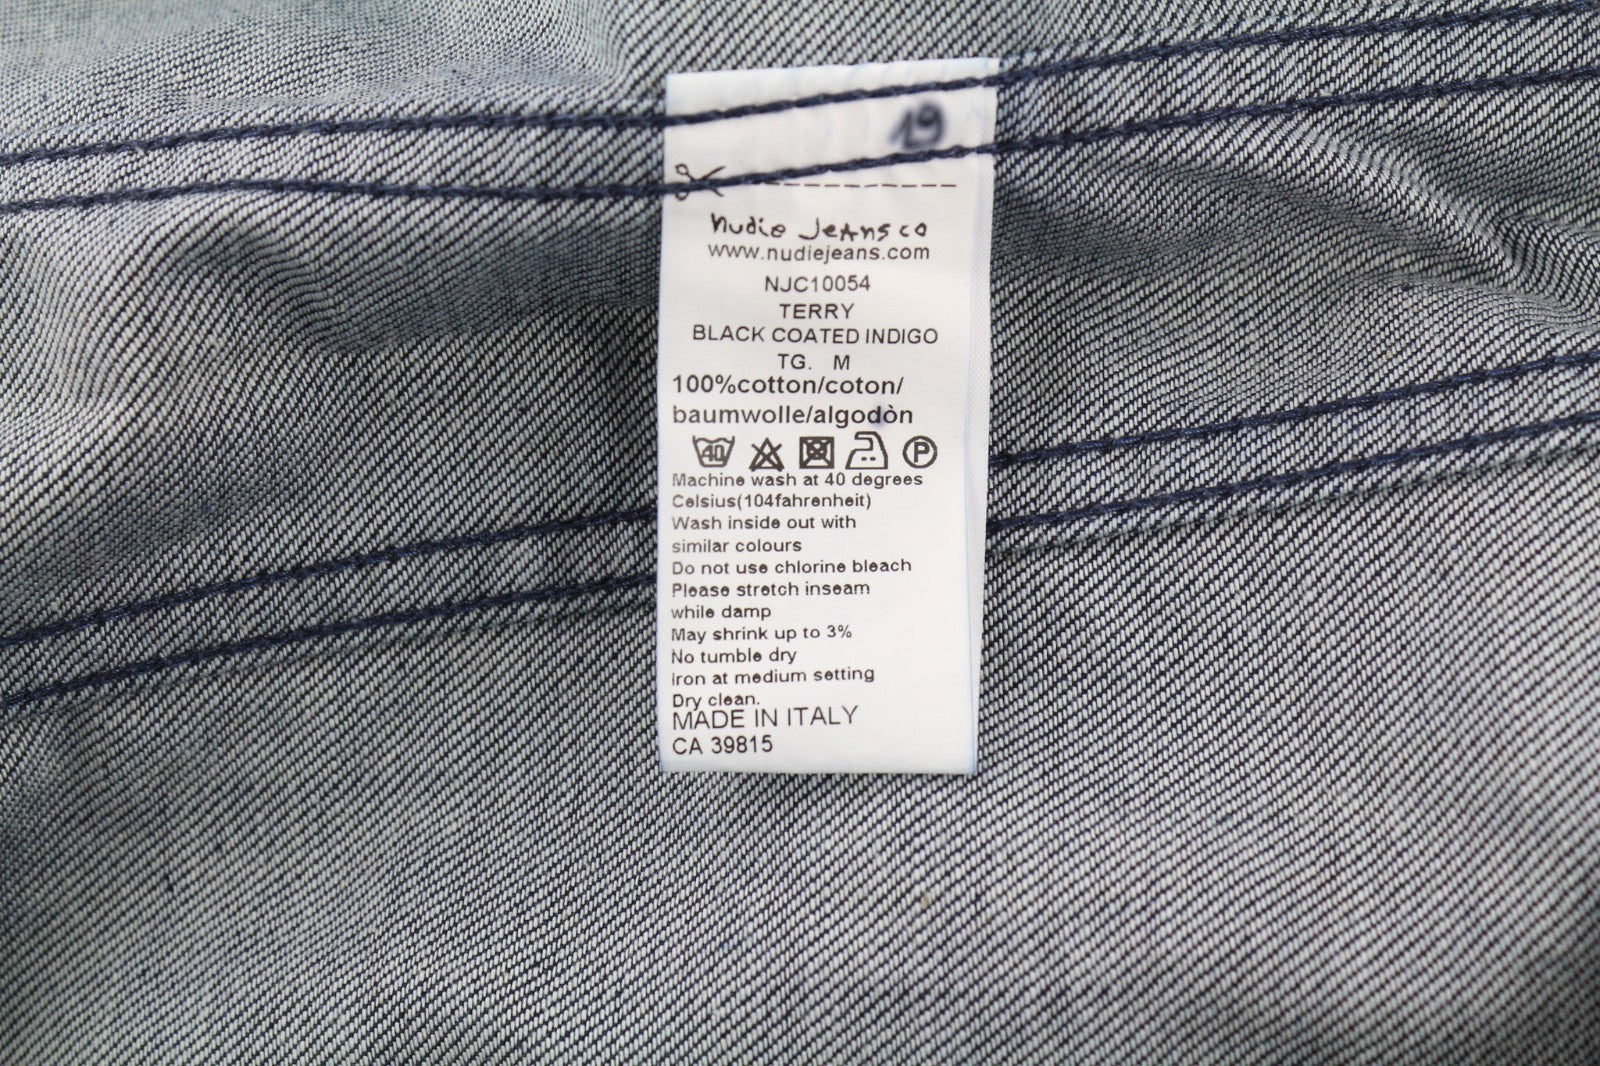 19
nudie Jeans co
www.nudiejeans.com
NJC10054
TERRY
BLACK COATED INDIGO
TG. M
100%cotton/coton/
baumwolle/algodòn
40 P
Machine wash at 40 degrees
Celsius(104fahrenheit)
Wash inside out with
similar colours
Do not use chlorine bleach
Please stretch inseam
while damp
May shrink up to 3%
No tumble dry
Iron at medium setting
Dry clean.
MADE IN ITALY
CA 39815